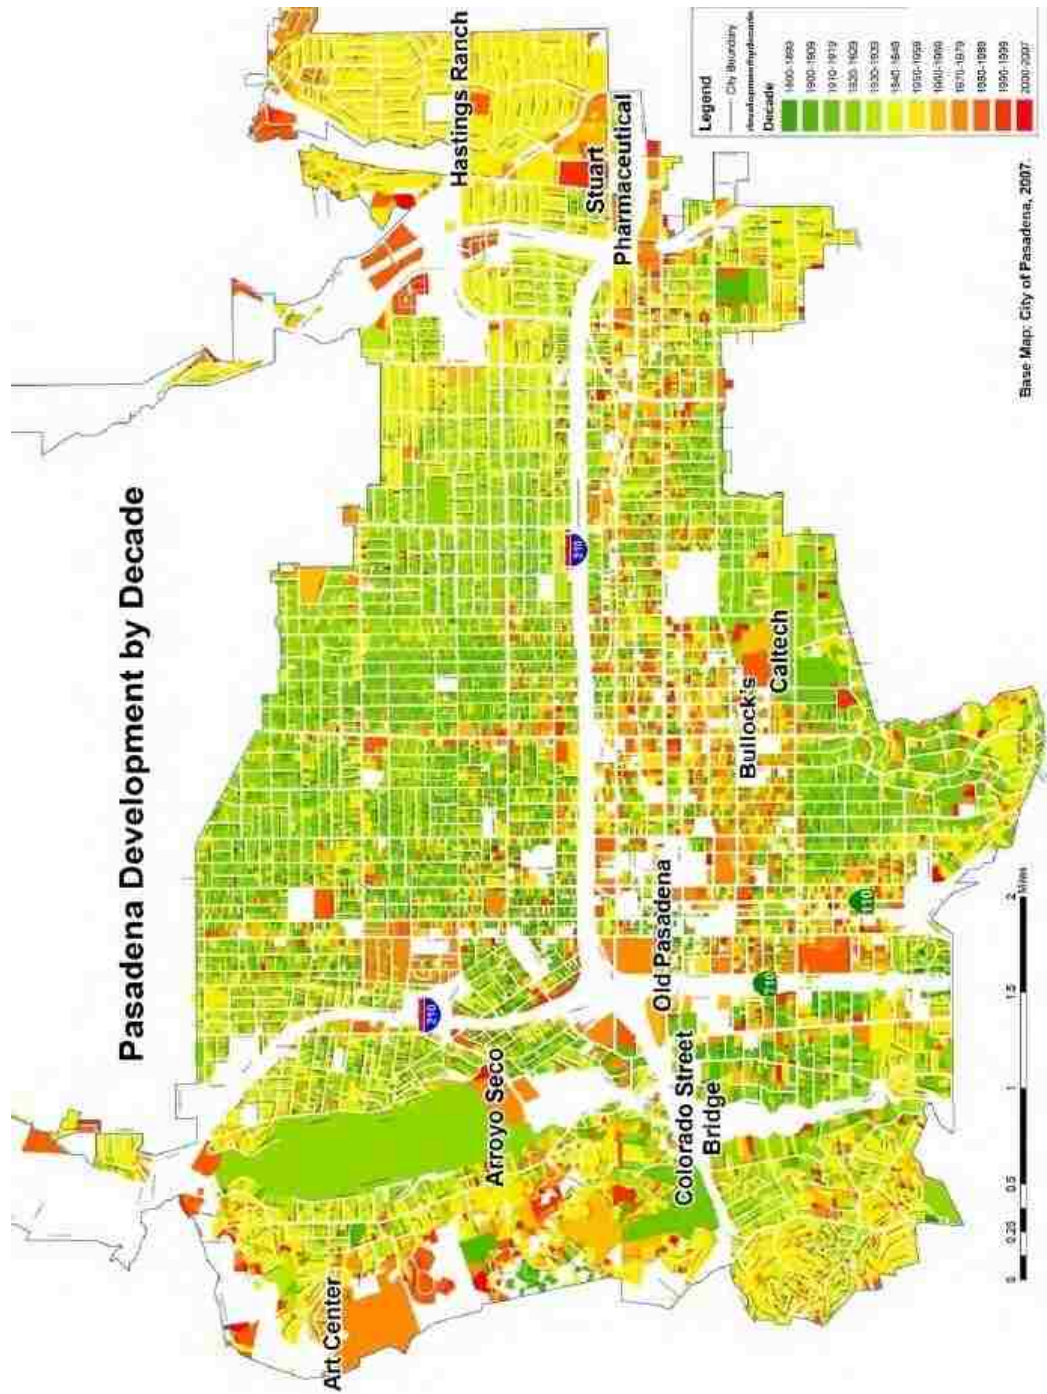 Pasadena Development by Decade
Hastings Ranch
Stuart
Pharmaceutical
Art Center
Arroyo Seco
Colorado Street
Bridge
Old Pasadena
Bullock's
Caltech
210
210
710
110
Legend
City Boundary
Decade
1900-1909
1910-1919
1920-1929
1930-1939
1940-1949
1950-1959
1960-1969
1970-1979
1980-1989
1990-1999
2000-2007
Base Map: City of Pasadena, 2007.
0
0.25
0.5
1
1.5
2
Miles